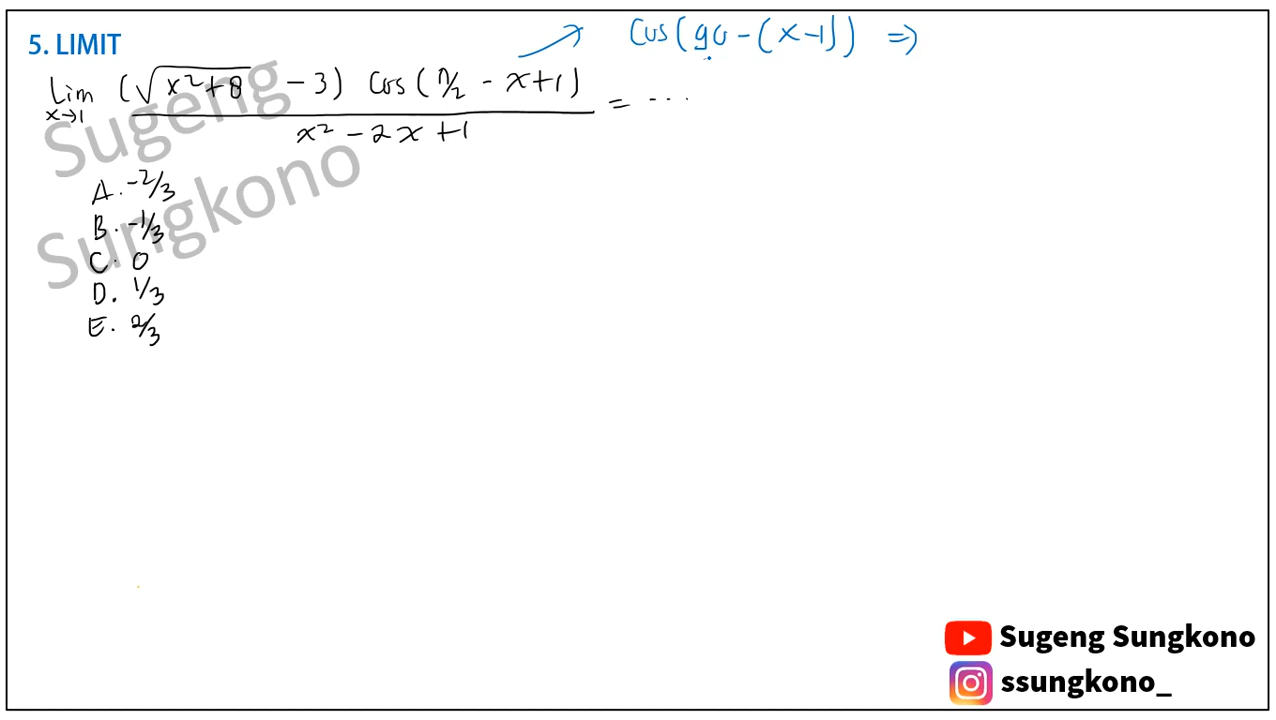 5. LIMIT
cos(90 - (x-1)) ⇒
Lim x→1 (√(x²+8) - 3) cos(π/2 - x+1) / x² - 2x + 1 = ...
A. -2/3
B. -1/3
C. 0
D. 1/3
E. 2/3
Sugeng
Sungkono
Sugeng Sungkono
ssungkono_